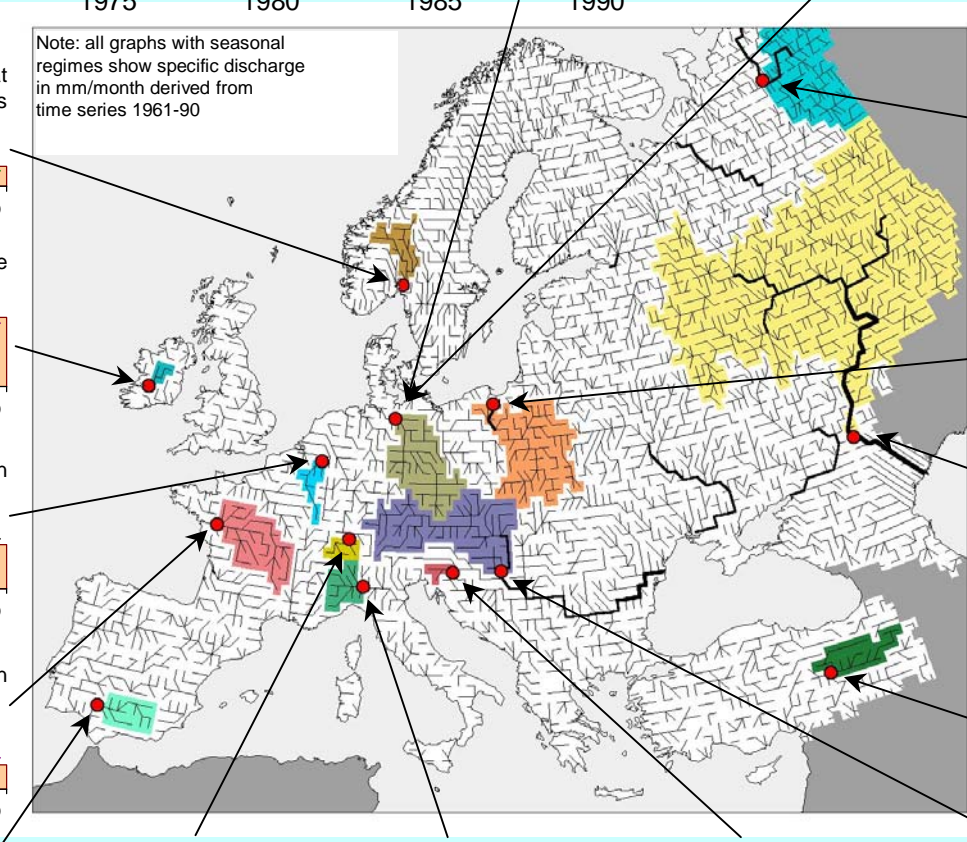 1975 1980 1985 1990
Note: all graphs with seasonal
regimes show specific discharge
in mm/month derived from
time series 1961-90